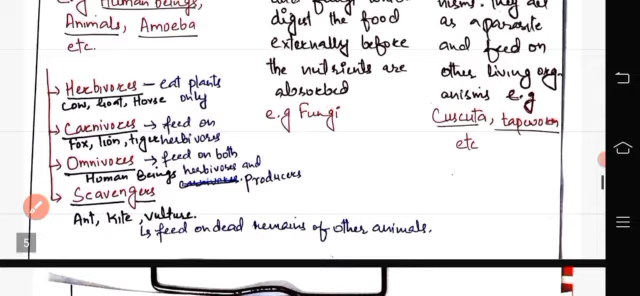 e.g Human Beings,
Animals, Amoeba
etc.
Herbivores - eat plants
Cow, Goat, Horse only
Carnivores → feed on
Fox, lion, tiger herbivores
Omnivores → feed on both
Human Beings herbivores and
producers
Scavengers
Ant, Kite, Vulture.
feed on dead remains of other animals.
digest the food
externally before
the nutrients are
absorbed
e.g Fungi
as a parasite
and feed on
other living org-
anisms e.g
Cuscuta, tapeworm
etc
5